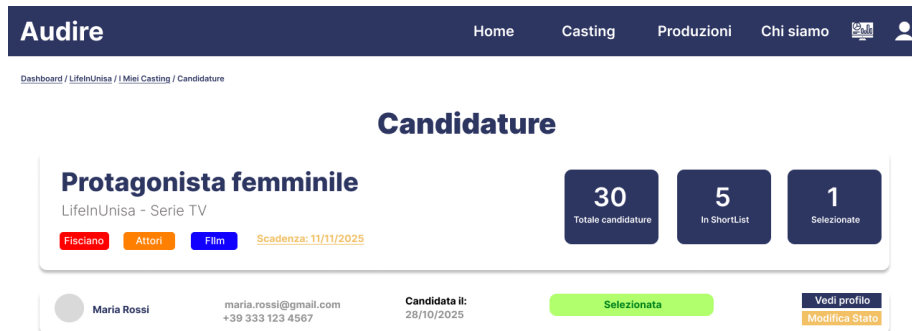 Audire
Home Casting Produzioni Chi siamo
Dashboard / LifeInUnisa / I Miei Casting / Candidature
Candidature
Protagonista femminile
LifeInUnisa - Serie TV
Fisciano Attori FIlm Scadenza: 11/11/2025
30
Totale candidature
5
In ShortList
1
Selezionate
Maria Rossi
maria.rossi@gmail.com
+39 333 123 4567
Candidata il:
28/10/2025
Selezionata
Vedi profilo
Modifica Stato